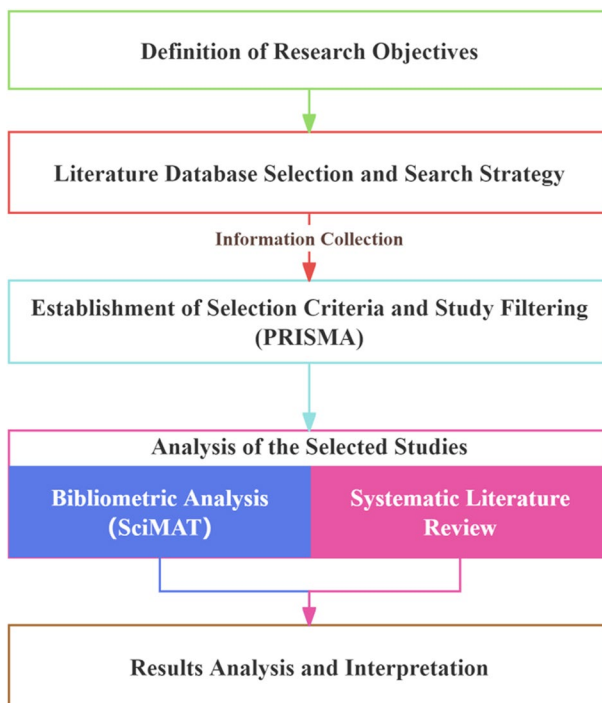 Definition of Research Objectives
Literature Database Selection and Search Strategy
Information Collection
Establishment of Selection Criteria and Study Filtering
(PRISMA)
Analysis of the Selected Studies
Bibliometric Analysis
(SciMAT)
Systematic Literature
Review
Results Analysis and Interpretation